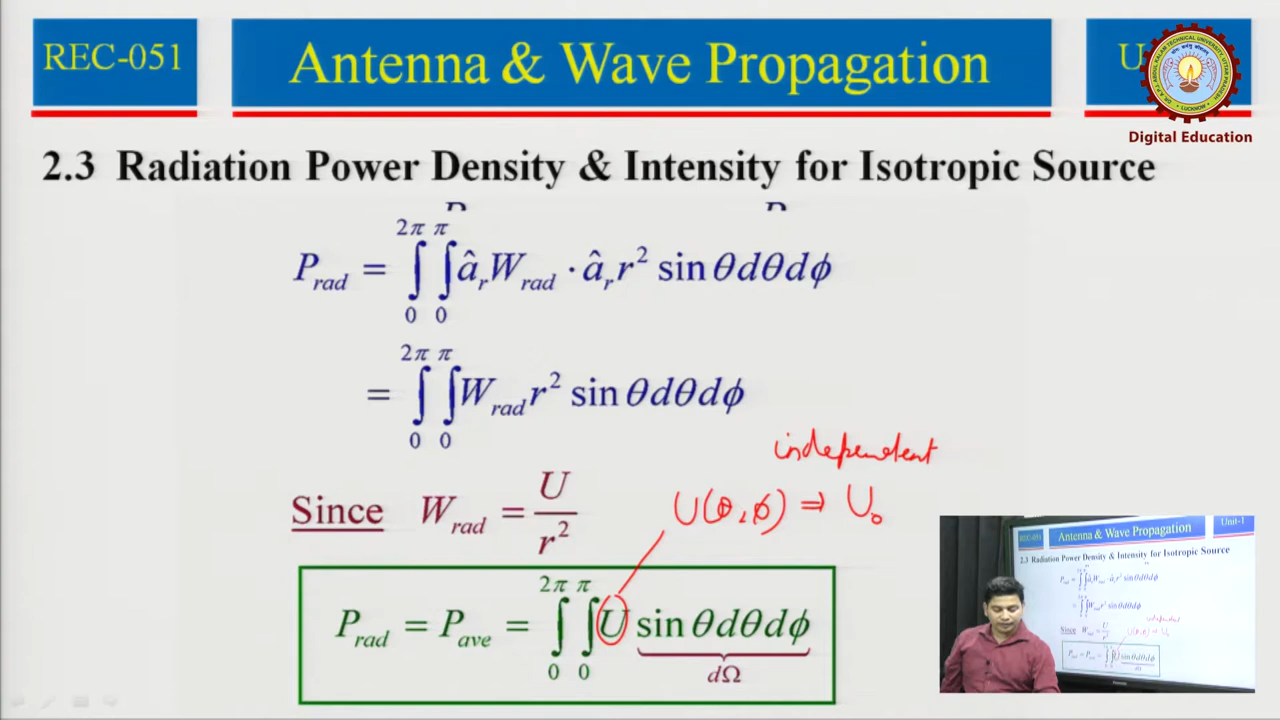 REC-051
Antenna & Wave Propagation
U
Digital Education
2.3 Radiation Power Density & Intensity for Isotropic Source
2π π
P_rad = ∫ ∫ â_r W_rad · â_r r² sin θ dθ dϕ
0 0
2π π
= ∫ ∫ W_rad r² sin θ dθ dϕ
0 0
independent
Since W_rad = U / r²
U(θ, ϕ) ⇒ U₀
2π π
P_rad = P_ave = ∫ ∫ U sin θ dθ dϕ
0 0
dΩ
REC-051
Antenna & Wave Propagation
Unit-1
2.3 Radiation Power Density & Intensity for Isotropic Source